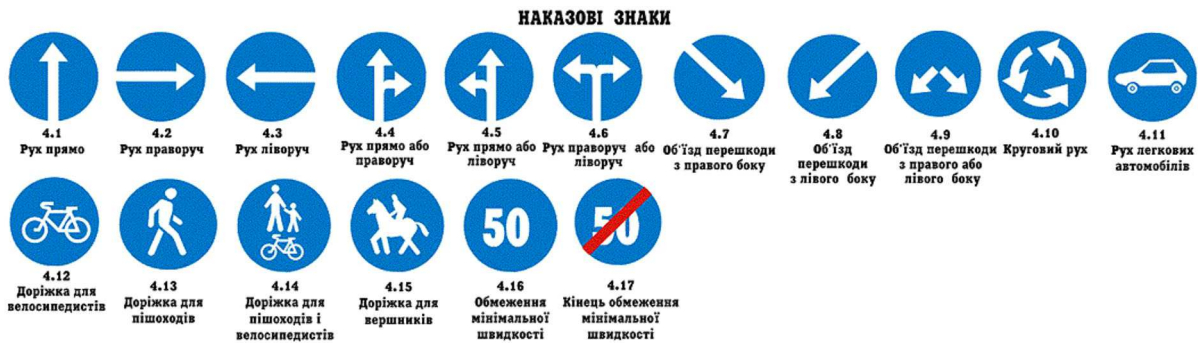 НАКАЗОВІ ЗНАКИ
4.1
Рух прямо
4.2
Рух праворуч
4.3
Рух ліворуч
4.4
Рух прямо або
праворуч
4.5
Рух прямо або
ліворуч
4.6
Рух праворуч або
ліворуч
4.7
Об'їзд перешкоди
з правого боку
4.8
Об'їзд
перешкоди
з лівого боку
4.9
Об'їзд перешкоди
з правого або
лівого боку
4.10
Круговий рух
4.11
Рух легкових
автомобілів
50
50
4.12
Доріжка для
велосипедистів
4.13
Доріжка для
пішоходів
4.14
Доріжка для
пішоходів і
велосипедистів
4.15
Доріжка для
вершників
4.16
Обмеження
мінімальної
швидкості
4.17
Кінець обмеження
мінімальної
швидкості